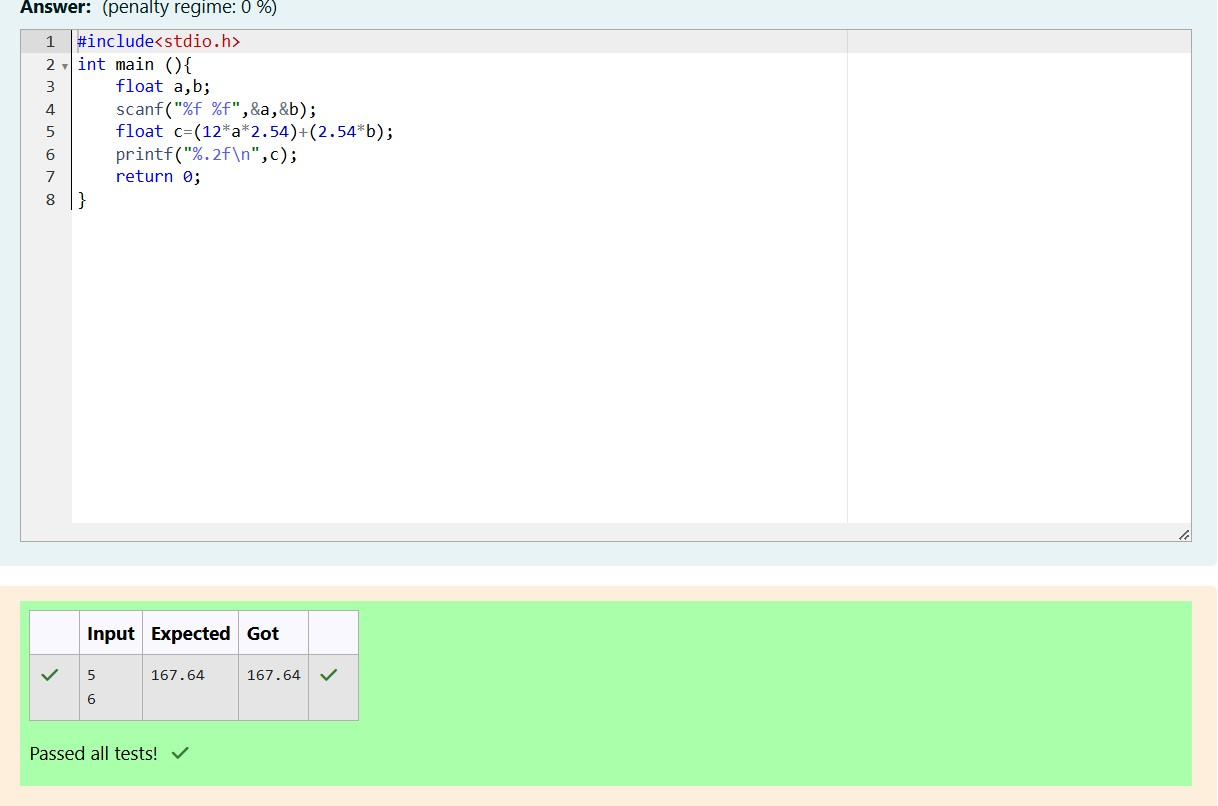 Answer: (penalty regime: 0 %)
1 #include<stdio.h>
2 int main (){
3 float a,b;
4 scanf("%f %f",&a,&b);
5 float c=(12*a*2.54)+(2.54*b);
6 printf("%.2f\n",c);
7 return 0;
8 }
Input Expected Got
5 167.64 167.64
6
Passed all tests!